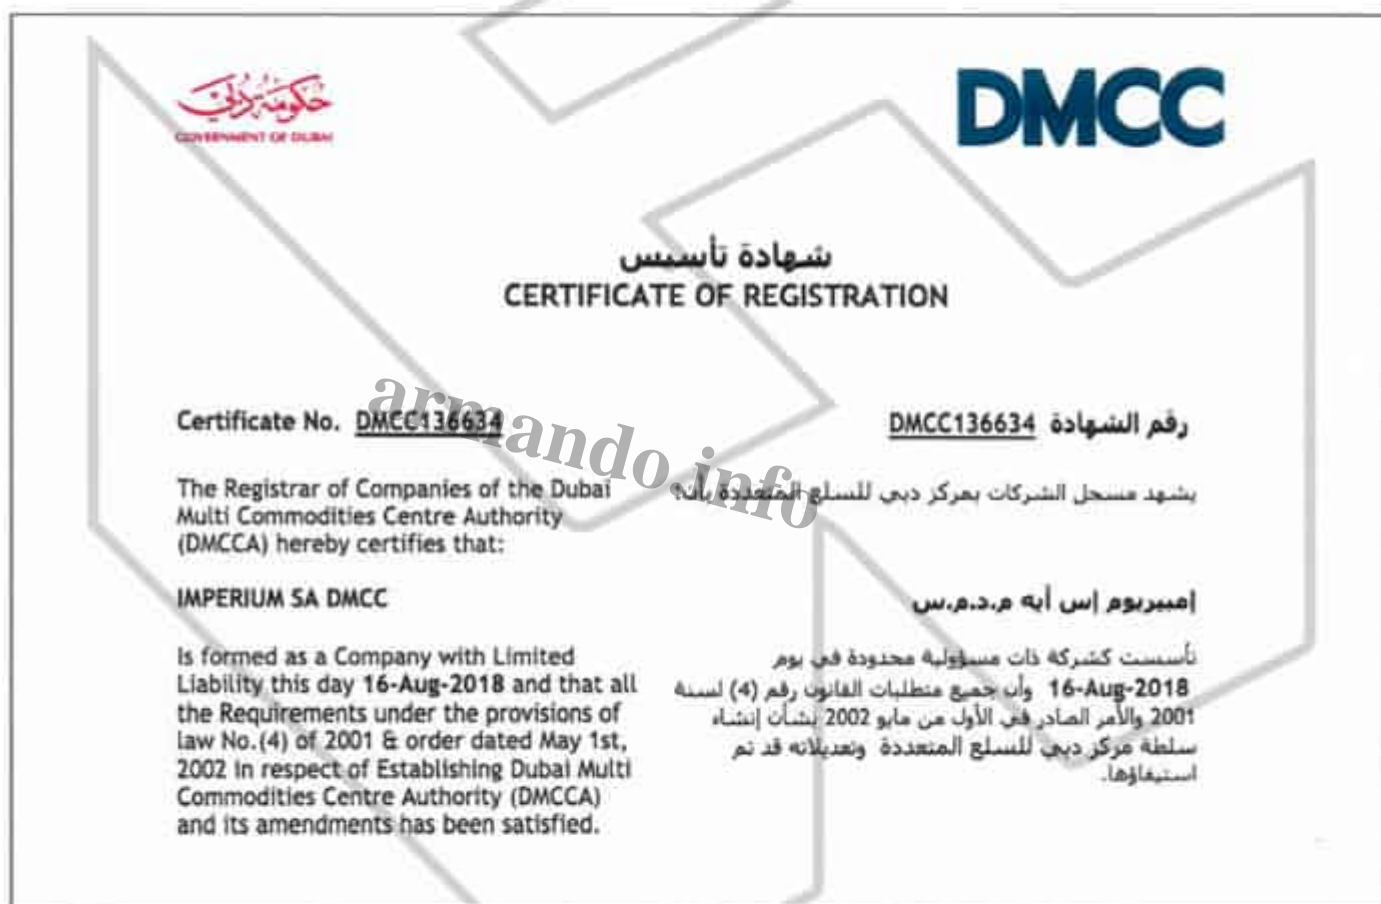 حكومة دبي
GOVERNMENT OF DUBAI
DMCC
شهادة تأسيس
CERTIFICATE OF REGISTRATION
Certificate No. DMCC136634
The Registrar of Companies of the Dubai
Multi Commodities Centre Authority
(DMCCA) hereby certifies that:
IMPERIUM SA DMCC
Is formed as a Company with Limited
Liability this day 16-Aug-2018 and that all
the Requirements under the provisions of
law No.(4) of 2001 & order dated May 1st,
2002 in respect of Establishing Dubai Multi
Commodities Centre Authority (DMCCA)
and its amendments has been satisfied.
رقم الشهادة DMCC136634
يشهد مسجل الشركات بمركز دبي للسلع المتعددة بأن؟
إمبيريوم إس أيه م.د.م.س
تأسست كشركة ذات مسؤولية محدودة في يوم
16-Aug-2018 وأن جميع متطلبات القانون رقم (4) لسنة
2001 والأمر الصادر في الأول من مايو 2002 بشأن إنشاء
سلطة مركز دبي للسلع المتعددة وتعديلاته قد تم
استيفاؤها.
armando.info